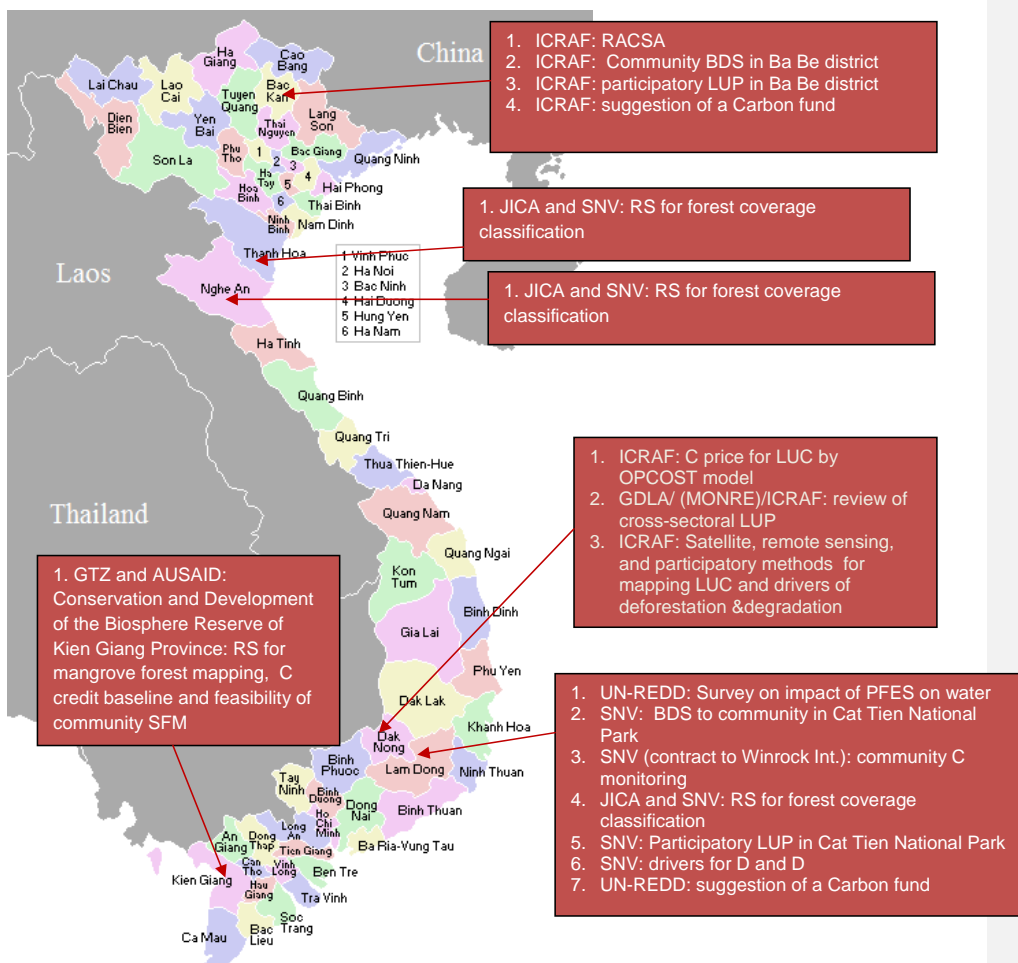 China
Laos
Thailand
Ha
Giang
Cao
Bang
Lai Chau
Lao
Cai
Bac
Kan
Tuyen
Quang
Dien
Bien
Yen
Bai
Thai
Nguyen
Lang
Son
Son La
Phu
Tho
1
2
3
Bac Giang
Quang Ninh
Ha
Tay
4
5
6
Hoa
Binh
Hai Phong
Thai Binh
Ninh
Binh
Nam Dinh
Thanh Hoa
Nghe An
1 Vinh Phuc
2 Ha Noi
3 Bac Ninh
4 Hai Duong
5 Hung Yen
6 Ha Nam
Ha Tinh
Quang Binh
Quang Tri
Thua Thien-Hue
Da Nang
Quang Nam
Quang Ngai
Kon
Tum
Binh Dinh
Gia Lai
Phu Yen
Dak Lak
Khanh Hoa
Dak
Nong
Lam Dong
Ninh Thuan
Binh
Phuoc
Tay
Ninh
Binh
Duong
Dong
Nai
Binh Thuan
Ho
Chi
Minh
Long
An
Ba Ria-Vung Tau
An
Giang
Dong
Thap
Tien Giang
Can
Tho
Vinh
Long
Ben Tre
Kien Giang
Hau
Giang
Tra Vinh
Soc
Trang
Bac
Lieu
Ca Mau
1. ICRAF: RACSA
2. ICRAF: Community BDS in Ba Be district
3. ICRAF: participatory LUP in Ba Be district
4. ICRAF: suggestion of a Carbon fund
1. JICA and SNV: RS for forest coverage
classification
1. JICA and SNV: RS for forest coverage
classification
1. ICRAF: C price for LUC by
OPCOST model
2. GDLA/ (MONRE)/ICRAF: review of
cross-sectoral LUP
3. ICRAF: Satellite, remote sensing,
and participatory methods for
mapping LUC and drivers of
deforestation &degradation
1. GTZ and AUSAID:
Conservation and Development
of the Biosphere Reserve of
Kien Giang Province: RS for
mangrove forest mapping, C
credit baseline and feasibility of
community SFM
1. UN-REDD: Survey on impact of PFES on water
2. SNV: BDS to community in Cat Tien National
Park
3. SNV (contract to Winrock Int.): community C
monitoring
4. JICA and SNV: RS for forest coverage
classification
5. SNV: Participatory LUP in Cat Tien National Park
6. SNV: drivers for D and D
7. UN-REDD: suggestion of a Carbon fund